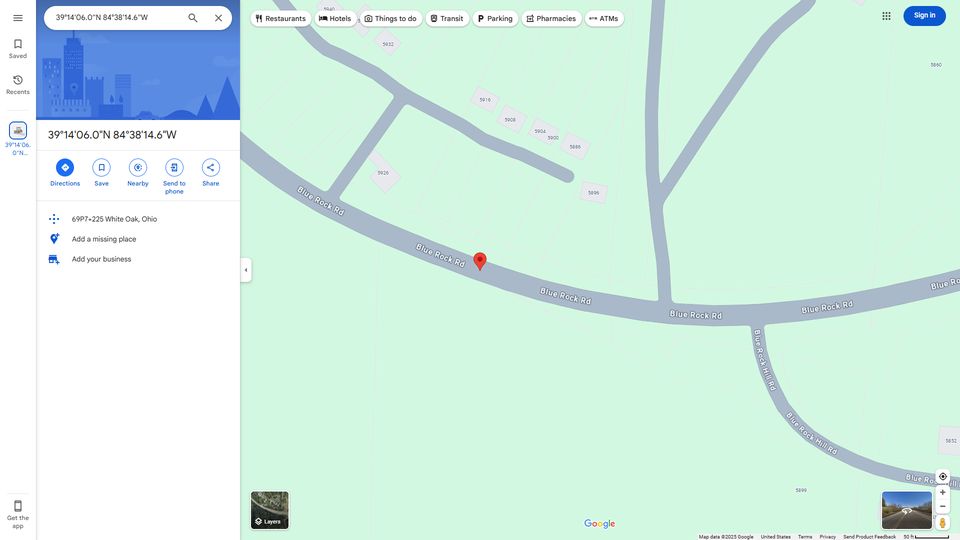 39°14'06.0"N 84°38'14.6"W
Restaurants
Hotels
Things to do
Transit
Parking
Pharmacies
ATMs
Sign in
Saved
Recents
39°14'06.
0"N...
39°14'06.0"N 84°38'14.6"W
Directions
Save
Nearby
Send to
phone
Share
69P7+225 White Oak, Ohio
Add a missing place
Add your business
Get the
app
5940
5932
5860
5916
5908
5904
5900
5886
5926
5896
Blue Rock Rd
Blue Rock Rd
Blue Rock Rd
Blue Rock Rd
Blue Rock Rd
Blue Ro
Blue Rock Hill Rd
Blue Rock Hill Rd
5852
5899
Layers
Google
Map data ©2025 Google
United States
Terms
Privacy
Send Product Feedback
50 ft